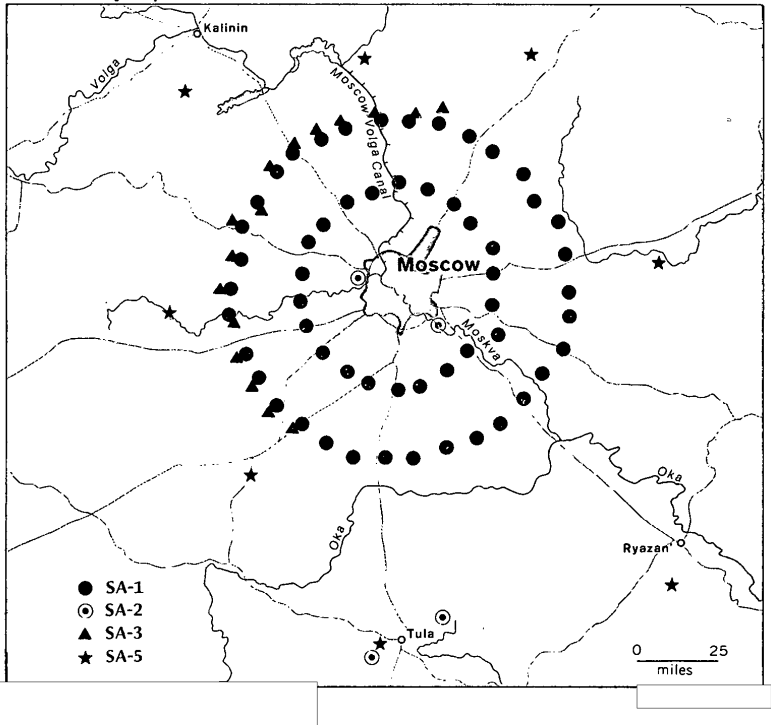 Kalinin
Volga
Moscow Volga Canal
Moscow
Moskva
Oka
Oka
Ryazan'
SA-1
SA-2
SA-3
SA-5
Tula
0 25
miles